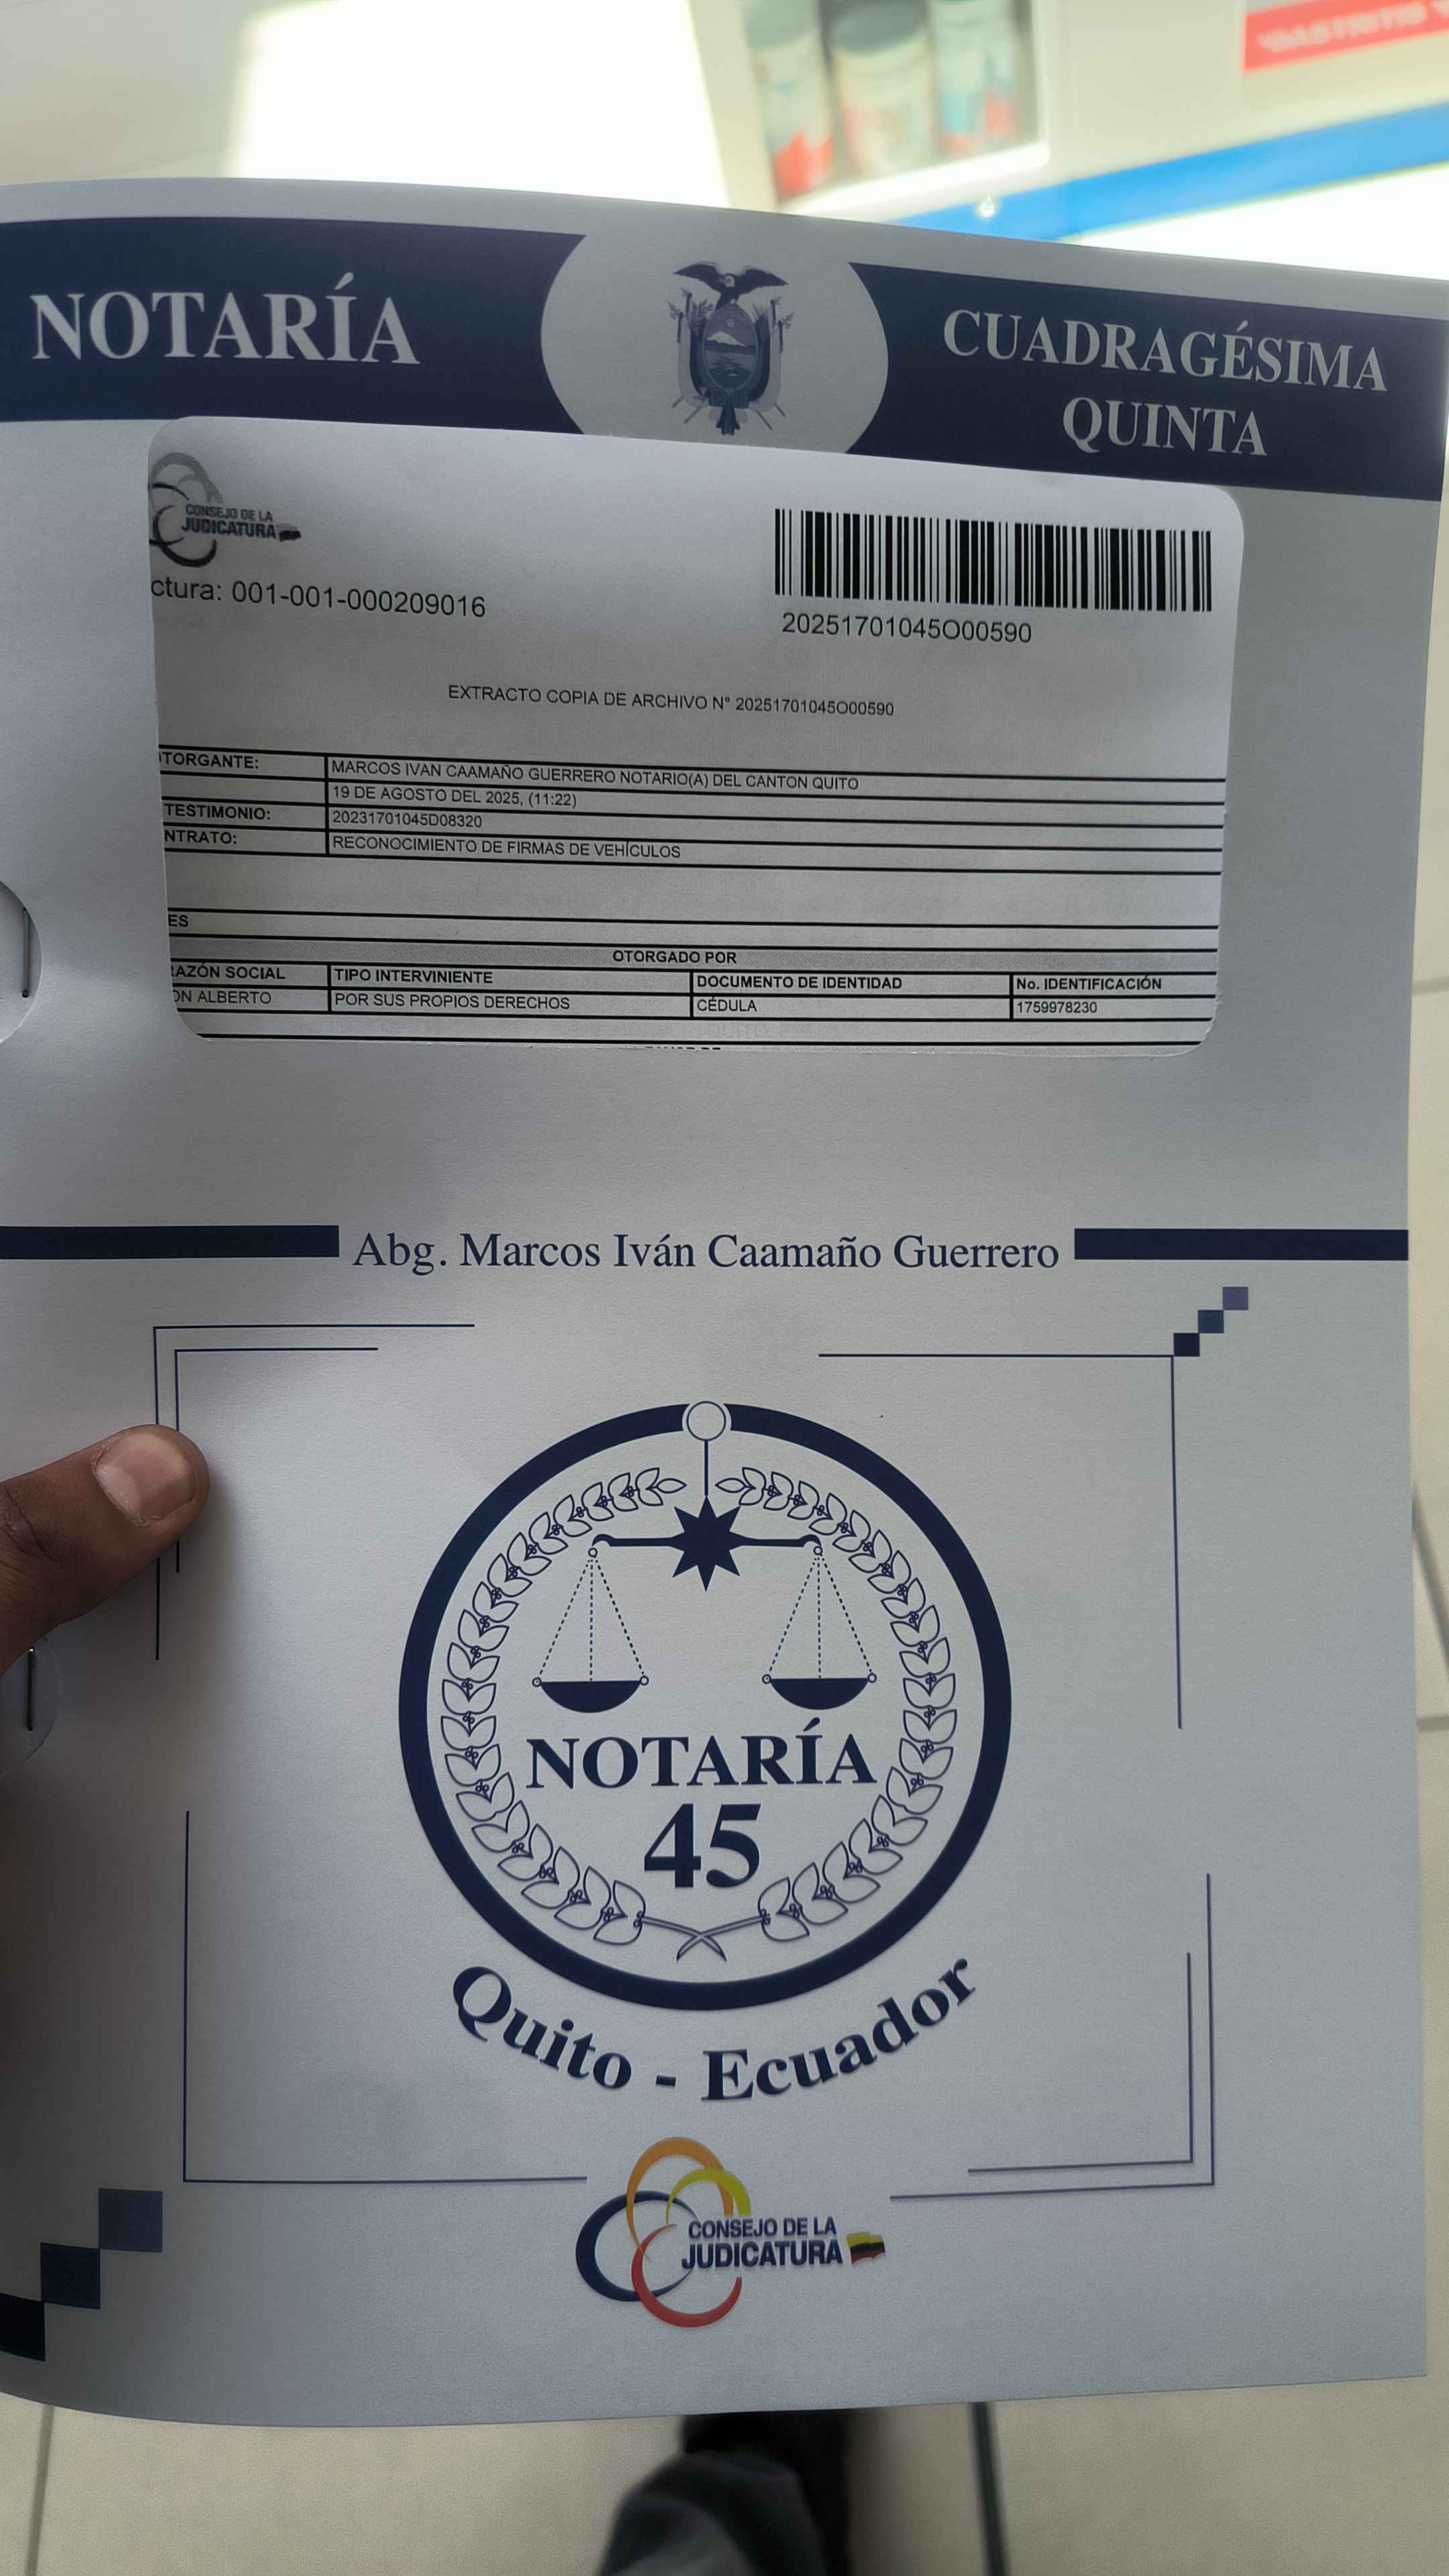 "GASTRITIS
NOTARÍA
CUADRAGÉSIMA
QUINTA
CONSEJO DE LA
JUDICATURA
ctura: 001-001-000209016
20251701045O00590
EXTRACTO COPIA DE ARCHIVO N° 20251701045O00590
TORGANTE: MARCOS IVAN CAAMAÑO GUERRERO NOTARIO(A) DEL CANTON QUITO
19 DE AGOSTO DEL 2025, (11:22)
TESTIMONIO: 20231701045D08320
NTRATO: RECONOCIMIENTO DE FIRMAS DE VEHÍCULOS
ES
OTORGADO POR
RAZÓN SOCIAL TIPO INTERVINIENTE DOCUMENTO DE IDENTIDAD No. IDENTIFICACIÓN
ON ALBERTO POR SUS PROPIOS DERECHOS CÉDULA 1759978230
Abg. Marcos Iván Caamaño Guerrero
NOTARÍA
45
Quito - Ecuador
CONSEJO DE LA
JUDICATURA